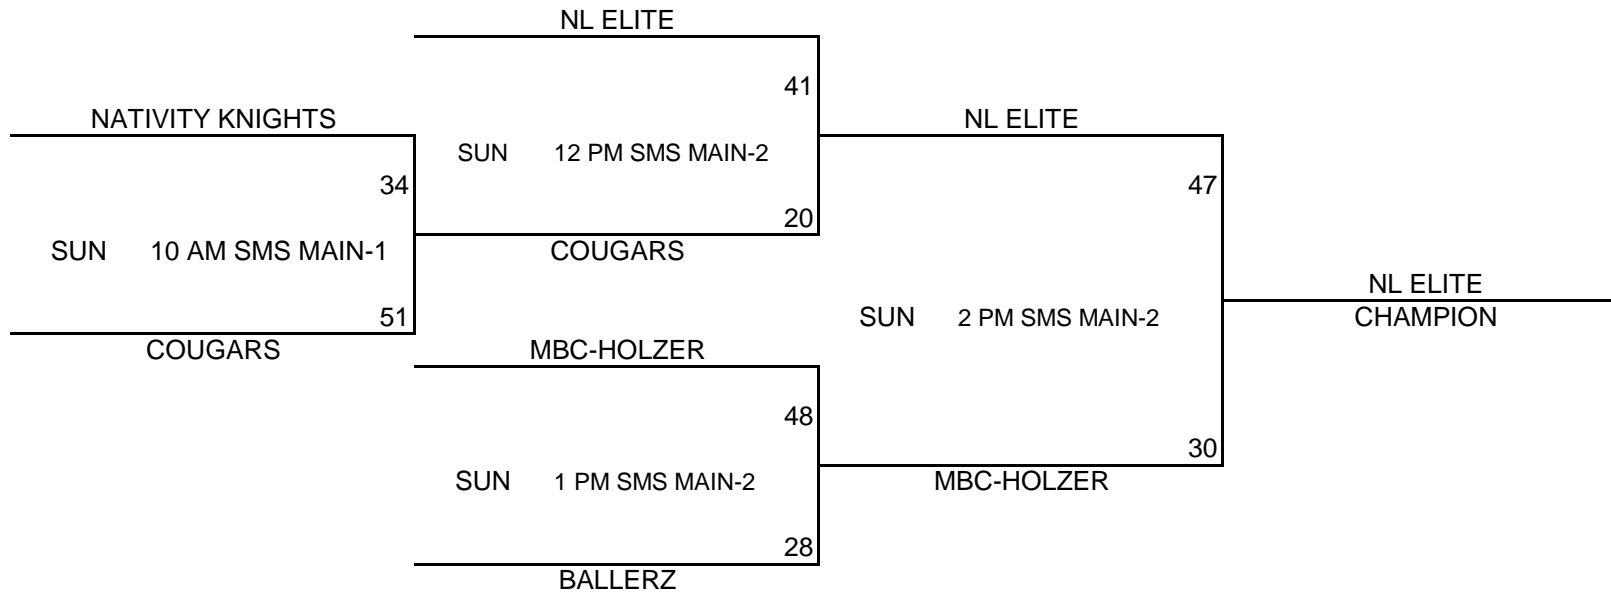 NL ELITE
41
NATIVITY KNIGHTS
NL ELITE
SUN 12 PM SMS MAIN-2
34
47
20
SUN 10 AM SMS MAIN-1
COUGARS
NL ELITE
51
SUN 2 PM SMS MAIN-2
CHAMPION
COUGARS
MBC-HOLZER
48
30
SUN 1 PM SMS MAIN-2
MBC-HOLZER
28
BALLERZ